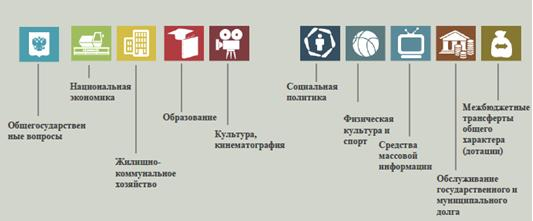 Общегосударствен
ные вопросы
Национальная
экономика
Жилищно-
коммунальное
хозяйство
Образование
Культура,
кинематография
Социальная
политика
Физическая
культура и
спорт
Средства
массовой
информации
Обслуживание
государственного и
муниципального
долга
Межбюджетные
трансферты
общего
характера
(дотации)